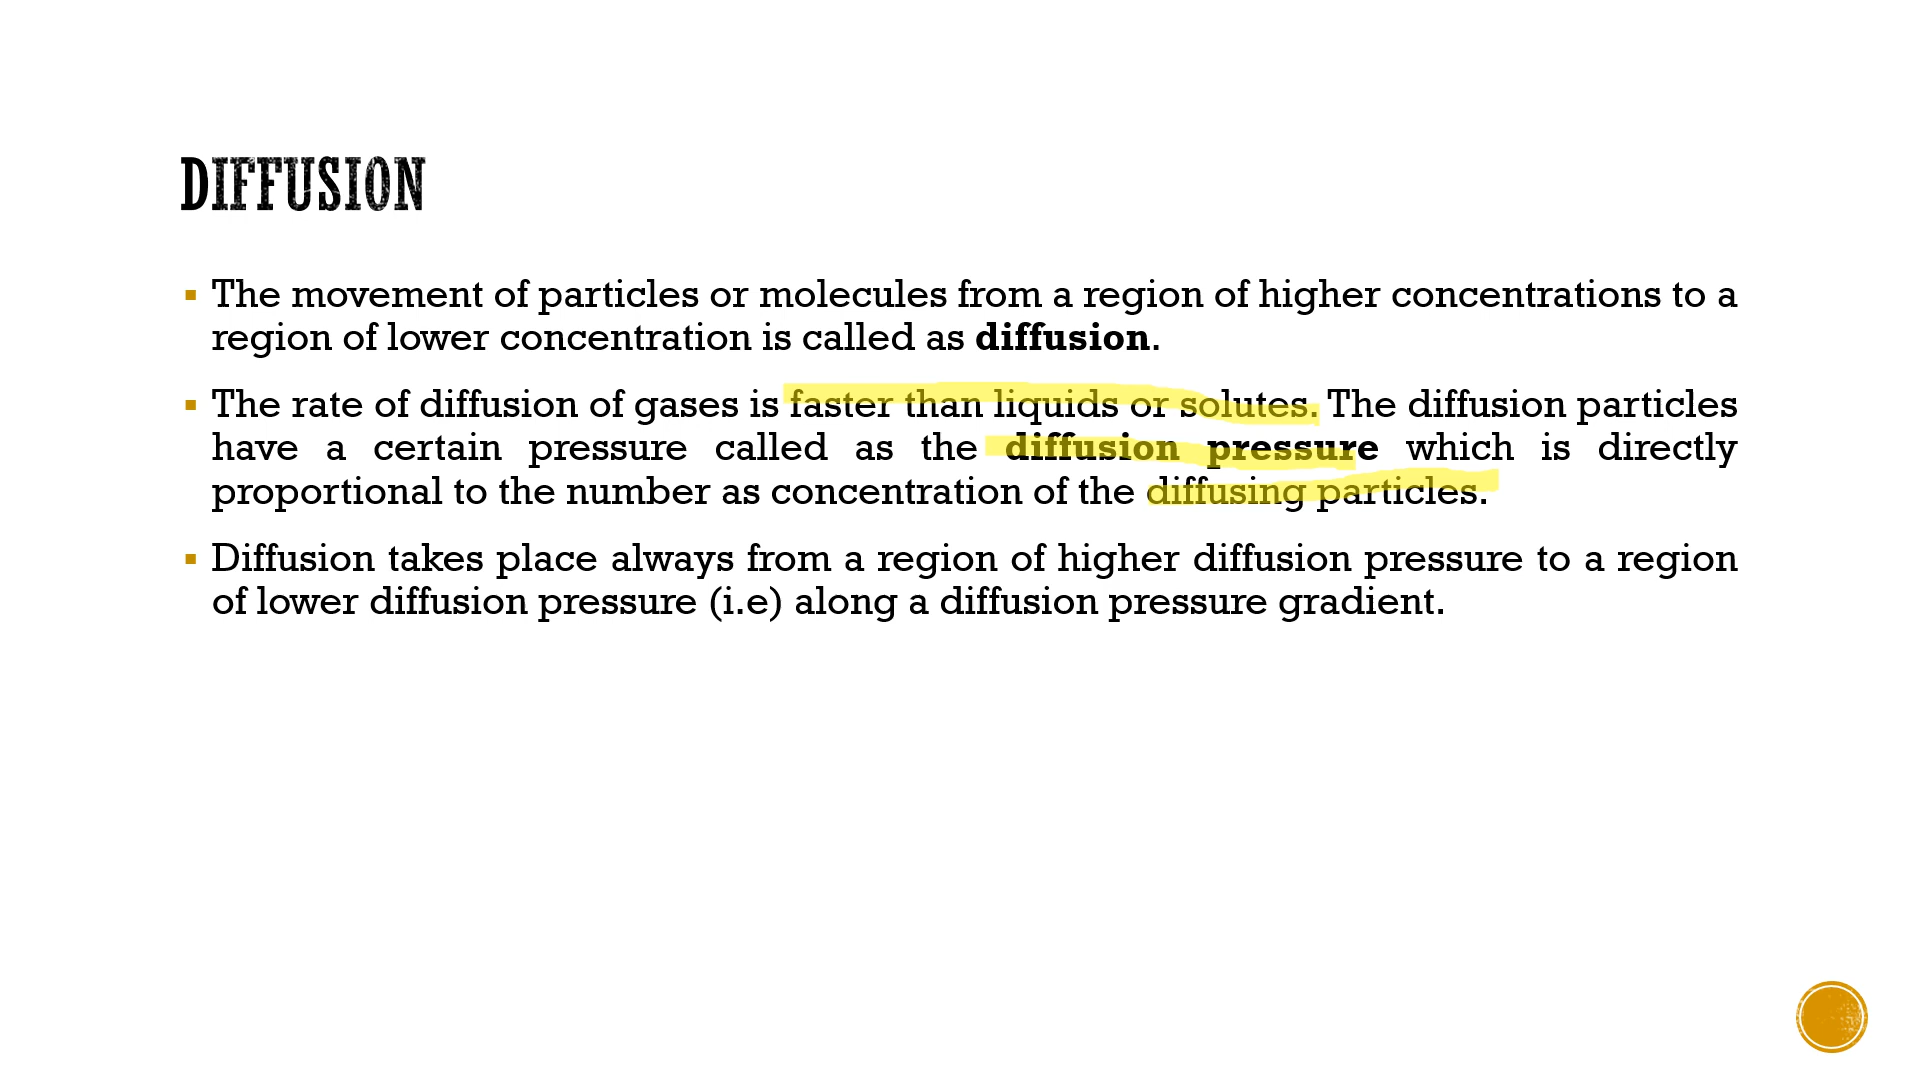 DIFFUSION
▪ The movement of particles or molecules from a region of higher concentrations to a
region of lower concentration is called as diffusion.
▪ The rate of diffusion of gases is faster than liquids or solutes. The diffusion particles
have a certain pressure called as the diffusion pressure which is directly
proportional to the number as concentration of the diffusing particles.
▪ Diffusion takes place always from a region of higher diffusion pressure to a region
of lower diffusion pressure (i.e) along a diffusion pressure gradient.